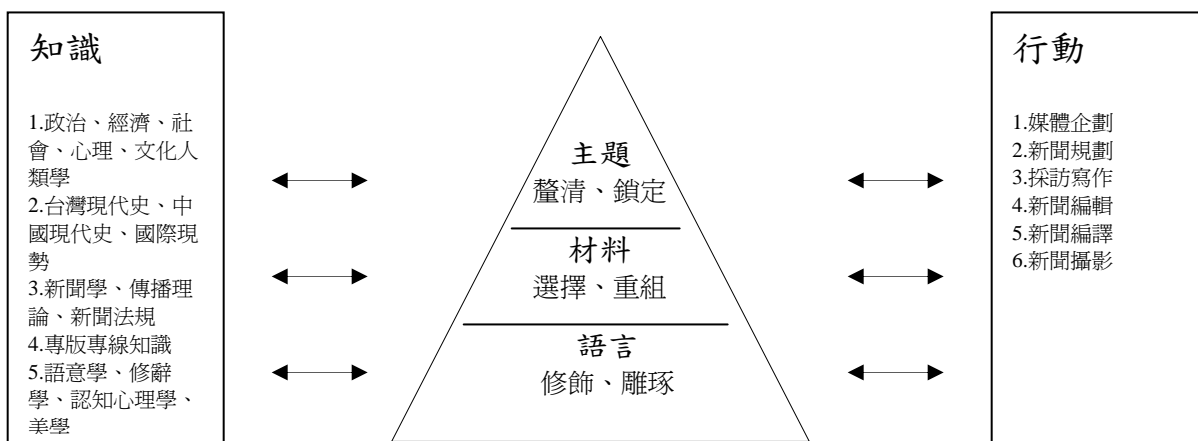 知識
1.政治、經濟、社
會、心理、文化人
類學
2.台灣現代史、中
國現代史、國際現
勢
3.新聞學、傳播理
論、新聞法規
4.專版專線知識
5.語意學、修辭
學、認知心理學、
美學
主題
釐清、鎖定
材料
選擇、重組
語言
修飾、雕琢
行動
1.媒體企劃
2.新聞規劃
3.採訪寫作
4.新聞編輯
5.新聞編譯
6.新聞攝影